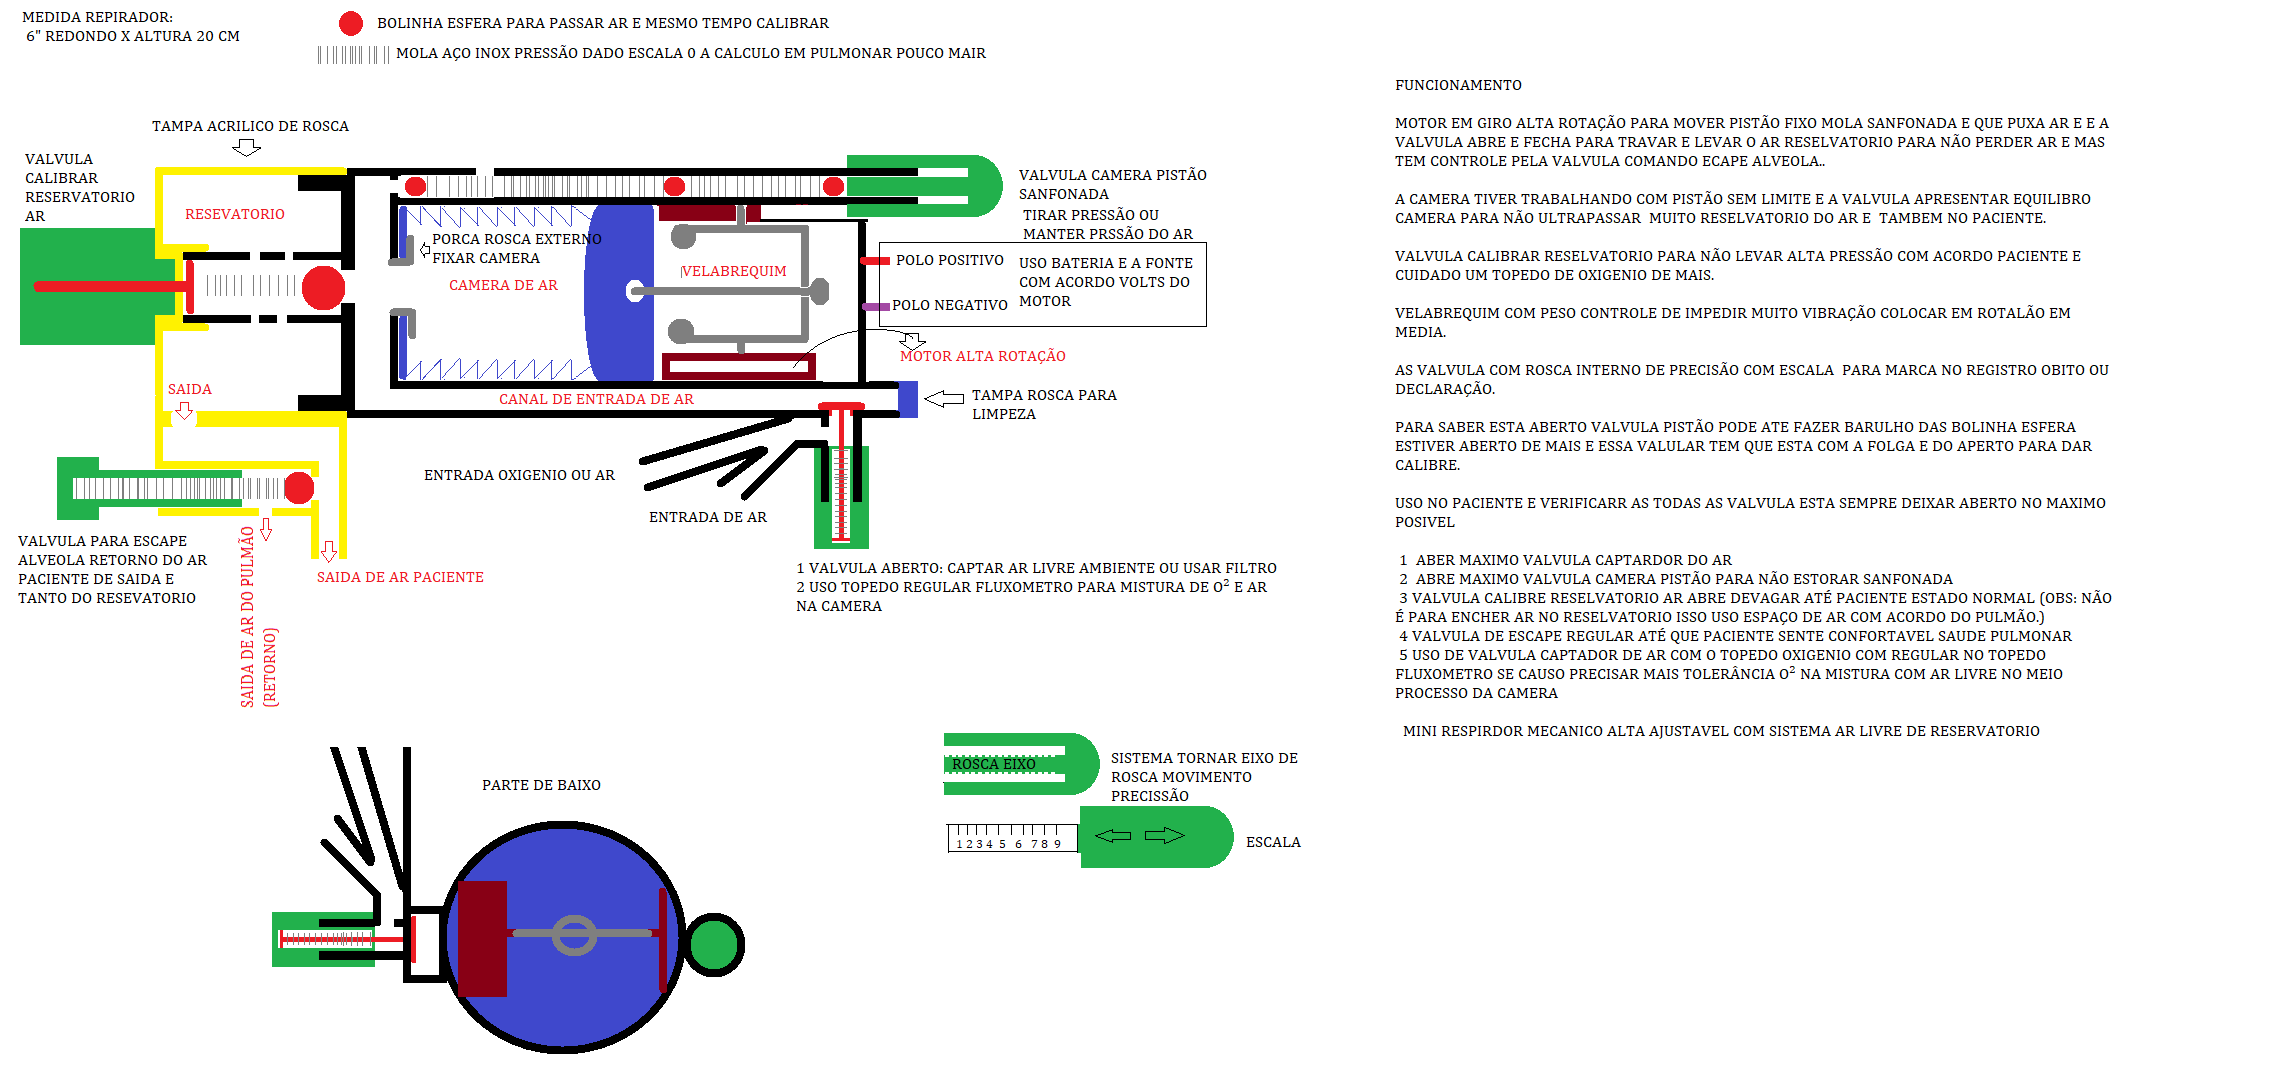 MEDIDA REPIRADOR:
6" REDONDO X ALTURA 20 CM
BOLINHA ESFERA PARA PASSAR AR E MESMO TEMPO CALIBRAR
MOLA AÇO INOX PRESSÃO DADO ESCALA 0 A CALCULO EM PULMONAR POUCO MAIR
TAMPA ACRILICO DE ROSCA
VALVULA
CALIBRAR
RESERVATORIO
AR
RESEVATORIO
PORCA ROSCA EXTERNO
FIXAR CAMERA
CAMERA DE AR
VELABREQUIM
VALVULA CAMERA PISTÃO
SANFONADA
TIRAR PRESSÃO OU
MANTER PRSSÃO DO AR
POLO POSITIVO
POLO NEGATIVO
USO BATERIA E A FONTE
COM ACORDO VOLTS DO
MOTOR
MOTOR ALTA ROTAÇÃO
SAIDA
CANAL DE ENTRADA DE AR
TAMPA ROSCA PARA
LIMPEZA
ENTRADA OXIGENIO OU AR
ENTRADA DE AR
VALVULA PARA ESCAPE
ALVEOLA RETORNO DO AR
PACIENTE DE SAIDA E
TANTO DO RESEVATORIO
SAIDA DE AR DO PULMÃO
(RETORNO)
SAIDA DE AR PACIENTE
1 VALVULA ABERTO: CAPTAR AR LIVRE AMBIENTE OU USAR FILTRO
2 USO TOPEDO REGULAR FLUXOMETRO PARA MISTURA DE O² E AR
NA CAMERA
PARTE DE BAIXO
ROSCA EIXO
SISTEMA TORNAR EIXO DE
ROSCA MOVIMENTO
PRECISSÃO
1 2 3 4 5 6 7 8 9
ESCALA
FUNCIONAMENTO
MOTOR EM GIRO ALTA ROTAÇÃO PARA MOVER PISTÃO FIXO MOLA SANFONADA E QUE PUXA AR E E A
VALVULA ABRE E FECHA PARA TRAVAR E LEVAR O AR RESELVATORIO PARA NÃO PERDER AR E MAS
TEM CONTROLE PELA VALVULA COMANDO ECAPE ALVEOLA..
A CAMERA TIVER TRABALHANDO COM PISTÃO SEM LIMITE E A VALVULA APRESENTAR EQUILIBRO
CAMERA PARA NÃO ULTRAPASSAR MUITO RESELVATORIO DO AR E TAMBEM NO PACIENTE.
VALVULA CALIBRAR RESELVATORIO PARA NÃO LEVAR ALTA PRESSÃO COM ACORDO PACIENTE E
CUIDADO UM TOPEDO DE OXIGENIO DE MAIS.
VELABREQUIM COM PESO CONTROLE DE IMPEDIR MUITO VIBRAÇÃO COLOCAR EM ROTALÃO EM
MEDIA.
AS VALVULA COM ROSCA INTERNO DE PRECISÃO COM ESCALA PARA MARCA NO REGISTRO OBITO OU
DECLARAÇÃO.
PARA SABER ESTA ABERTO VALVULA PISTÃO PODE ATE FAZER BARULHO DAS BOLINHA ESFERA
ESTIVER ABERTO DE MAIS E ESSA VALULAR TEM QUE ESTA COM A FOLGA E DO APERTO PARA DAR
CALIBRE.
USO NO PACIENTE E VERIFICARR AS TODAS AS VALVULA ESTA SEMPRE DEIXAR ABERTO NO MAXIMO
POSIVEL
1 ABER MAXIMO VALVULA CAPTARDOR DO AR
2 ABRE MAXIMO VALVULA CAMERA PISTÃO PARA NÃO ESTORAR SANFONADA
3 VALVULA CALIBRE RESELVATORIO AR ABRE DEVAGAR ATÉ PACIENTE ESTADO NORMAL (OBS: NÃO
É PARA ENCHER AR NO RESELVATORIO ISSO USO ESPAÇO DE AR COM ACORDO DO PULMÃO.)
4 VALVULA DE ESCAPE REGULAR ATÉ QUE PACIENTE SENTE CONFORTAVEL SAUDE PULMONAR
5 USO DE VALVULA CAPTADOR DE AR COM O TOPEDO OXIGENIO COM REGULAR NO TOPEDO
FLUXOMETRO SE CAUSO PRECISAR MAIS TOLERÂNCIA O² NA MISTURA COM AR LIVRE NO MEIO
PROCESSO DA CAMERA
MINI RESPIRDOR MECANICO ALTA AJUSTAVEL COM SISTEMA AR LIVRE DE RESERVATORIO